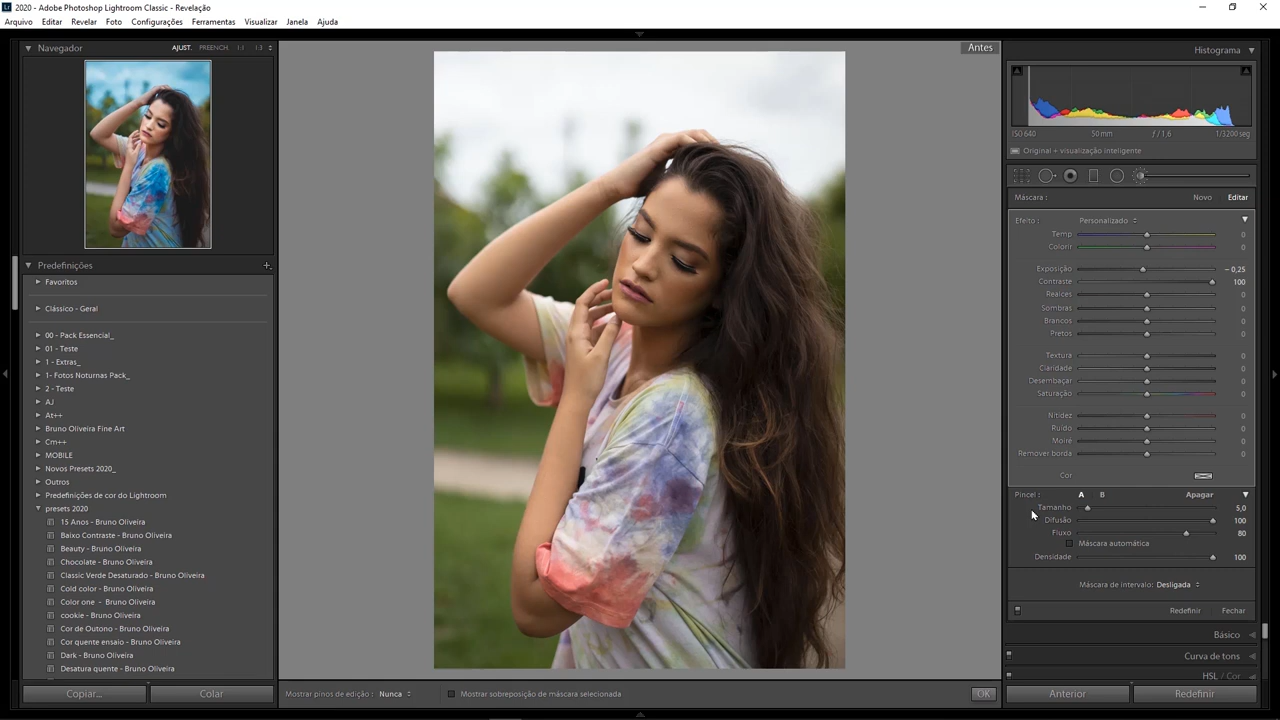 2020 - Adobe Photoshop Lightroom Classic - Revelação
Arquivo Editar Revelar Foto Configurações Ferramentas Visualizar Janela Ajuda
Navegador AJUST. PREENCH. 1:1 1:3
Predefinições +
Favoritos
Clássico - Geral
00 - Pack Essencial_
01 - Teste
1 - Extras_
1- Fotos Noturnas Pack_
2 - Teste
AJ
At++
Bruno Oliveira Fine Art
Cm++
MOBILE
Novos Presets 2020_
Outros
Predefinições de cor do Lightroom
presets 2020
15 Anos - Bruno Oliveira
Baixo Contraste - Bruno Oliveira
Beauty - Bruno Oliveira
Chocolate - Bruno Oliveira
Classic Verde Desaturado - Bruno Oliveira
Cold color - Bruno Oliveira
Color one - Bruno Oliveira
cookie - Bruno Oliveira
Cor de Outono - Bruno Oliveira
Cor quente ensaio - Bruno Oliveira
Dark - Bruno Oliveira
Desatura quente - Bruno Oliveira
Copiar... Colar
Antes
Mostrar pinos de edição : Nunca Mostrar sobreposição de máscara selecionada OK
Histograma
ISO 640 50 mm ƒ / 1,6 1/3200 seg
Original + visualização inteligente
Máscara : Novo Editar
Efeito : Personalizado
Temp 0
Colorir 0
Exposição – 0,25
Contraste 100
Realces 0
Sombras 0
Brancos 0
Pretos 0
Textura 0
Claridade 0
Desembaçar 0
Saturação 0
Nitidez 0
Ruído 0
Moiré 0
Remover borda 0
Cor
Pincel : A B Apagar
Tamanho 5,0
Difusão 100
Fluxo 80
Máscara automática
Densidade 100
Máscara de intervalo: Desligada
Redefinir Fechar
Básico
Curva de tons
HSL / Cor
Anterior Redefinir